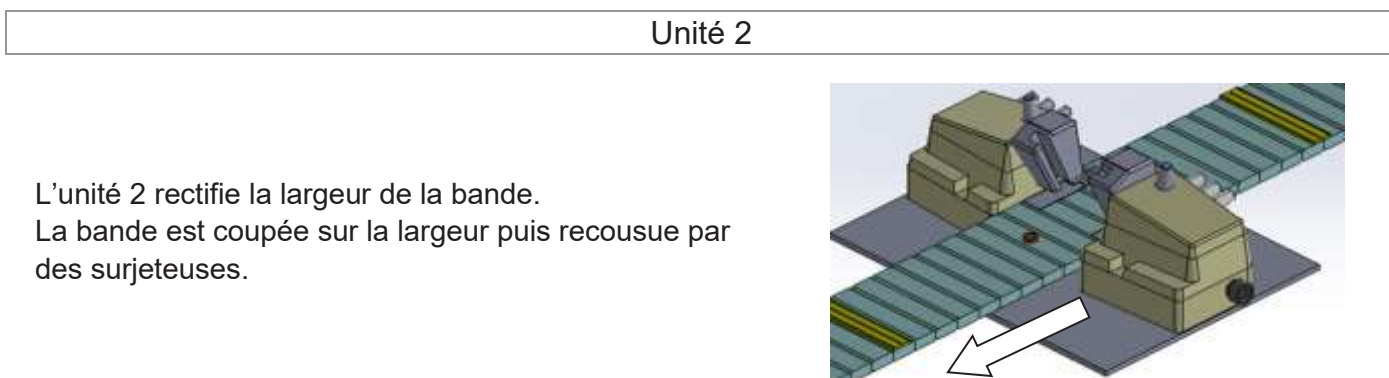 Unité 2
L'unité 2 rectifie la largeur de la bande.
La bande est coupée sur la largeur puis recousue par
des surjeteuses.